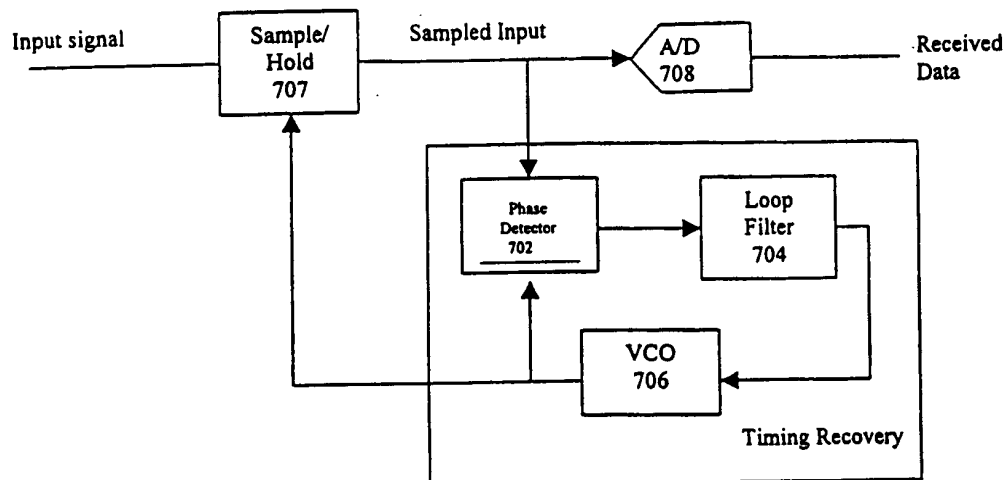 Input signal
Sample/
Hold
707
Sampled Input
A/D
708
Received
Data
Phase
Detector
702
Loop
Filter
704
VCO
706
Timing Recovery